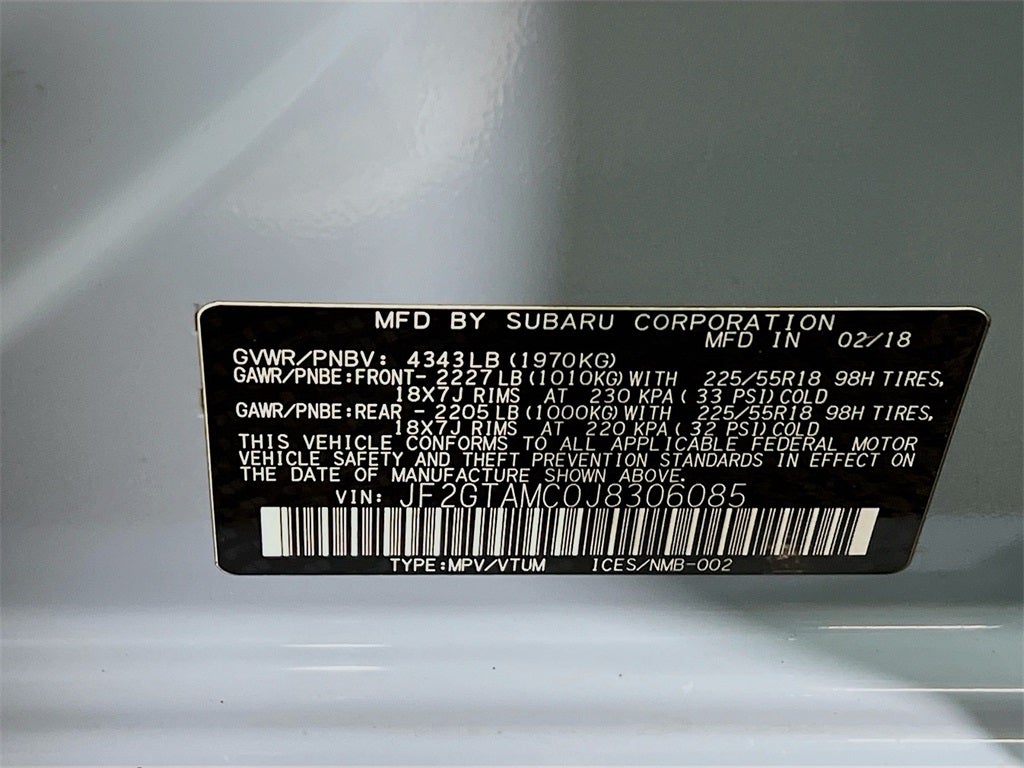 MFD BY SUBARU CORPORATION
MFD IN 02/18
GVWR/PNBV: 4343LB (1970KG)
GAWR/PNBE:FRONT- 2227LB (1010KG)WITH 225/55R18 98H TIRES,
18X7J RIMS AT 230 KPA( 33 PSI)COLD
GAWR/PNBE:REAR - 2205LB (1000KG)WITH 225/55R18 98H TIRES,
18X7J RIMS AT 220 KPA( 32 PSI)COLD
THIS VEHICLE CONFORMS TO ALL APPLICABLE FEDERAL MOTOR
VEHICLE SAFETY AND THEFT PREVENTION STANDARDS IN EFFECT ON
THE DATE OF MANUFACTURE SHOWN ABOVE.
VIN: JF2GTAMC0J8306085
TYPE:MPV/VTUM ICES/NMB-002